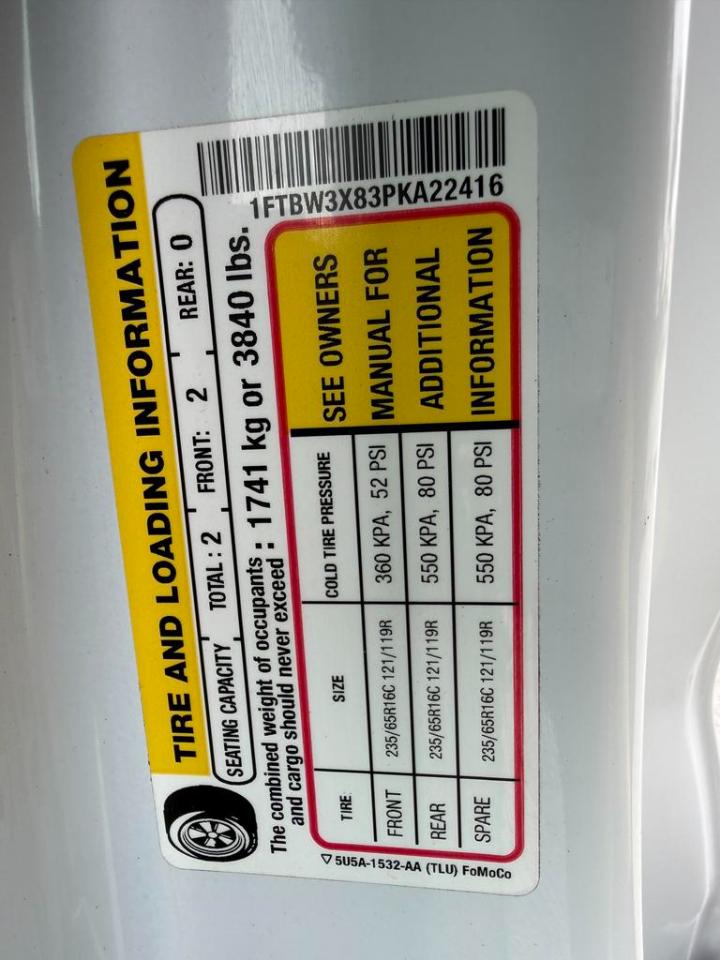 TIRE AND LOADING INFORMATION
SEATING CAPACITY TOTAL : 2 FRONT: 2 REAR: 0
The combined weight of occupants
and cargo should never exceed : 1741 kg or 3840 lbs.
1FTBW3X83PKA22416
TIRE SIZE COLD TIRE PRESSURE
FRONT 235/65R16C 121/119R 360 KPA, 52 PSI
REAR 235/65R16C 121/119R 550 KPA, 80 PSI
SPARE 235/65R16C 121/119R 550 KPA, 80 PSI
SEE OWNERS
MANUAL FOR
ADDITIONAL
INFORMATION
5U5A-1532-AA (TLU) FoMoCo